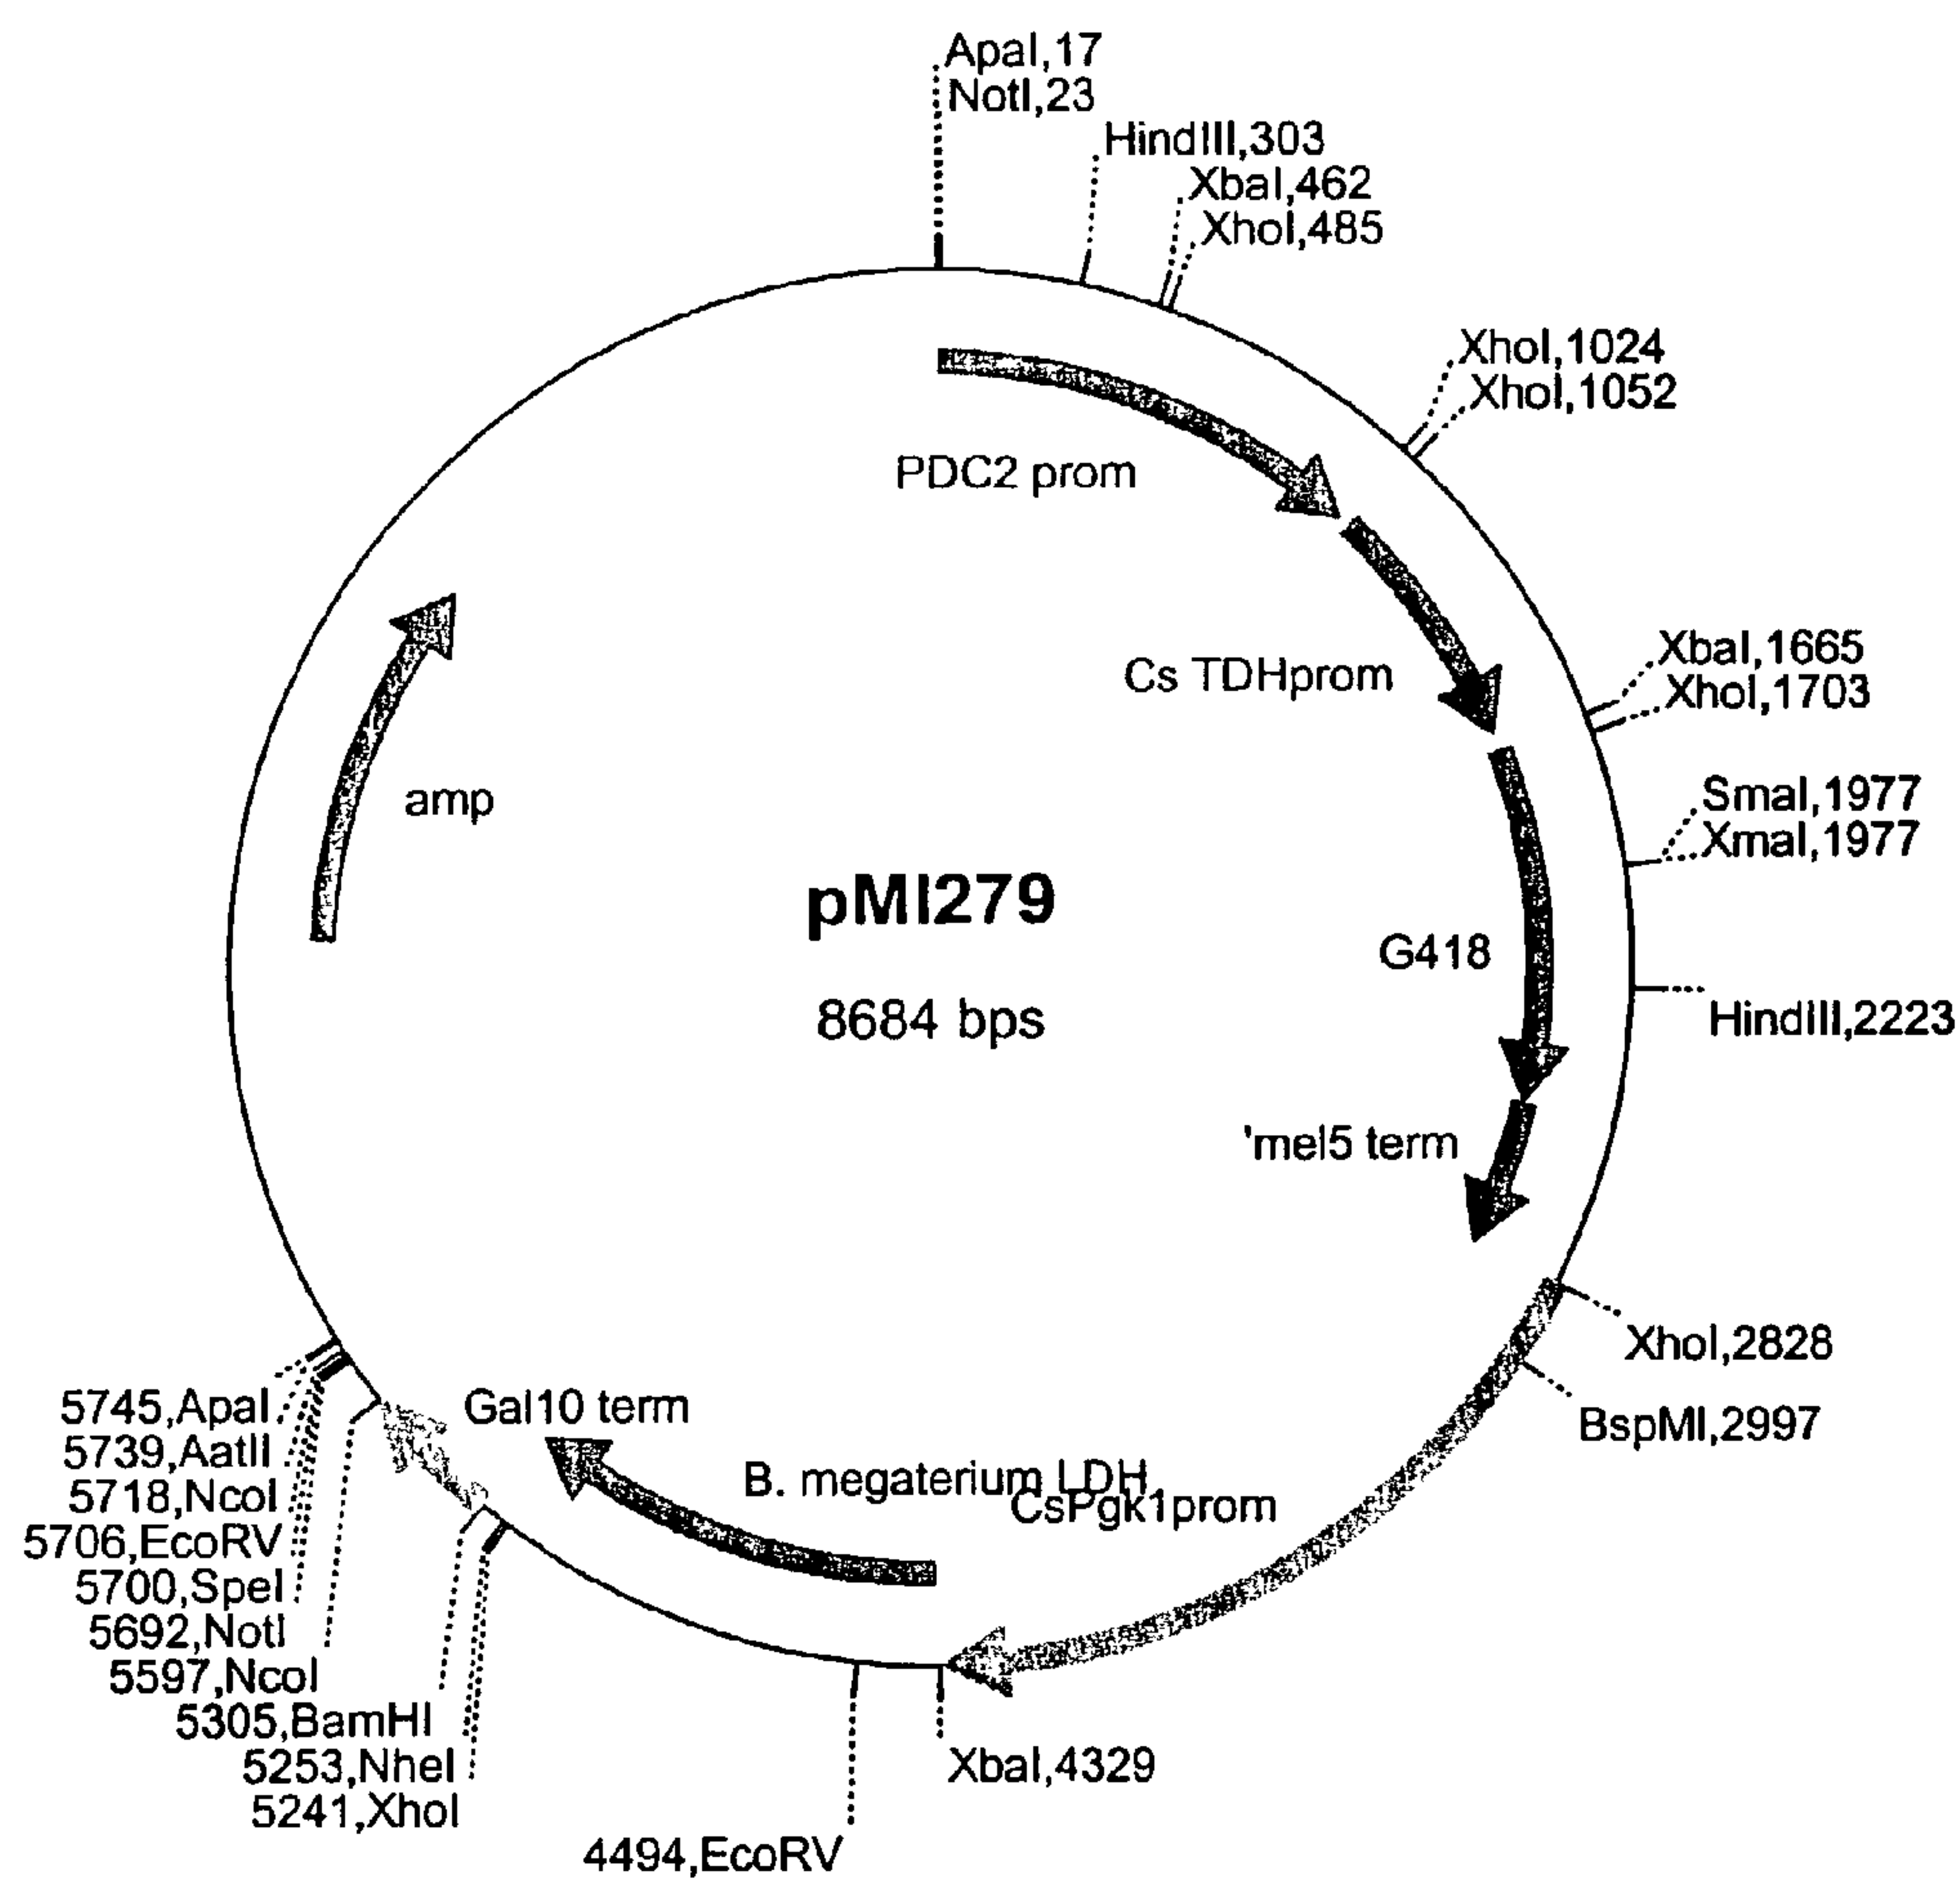 ApaI,17
NotI,23
HindIII,303
XbaI,462
XhoI,485
XhoI,1024
XhoI,1052
PDC2 prom
XbaI,1665
XhoI,1703
Cs TDHprom
SmaI,1977
XmaI,1977
amp
pMI279
8684 bps
G418
HindIII,2223
'mel5 term
XhoI,2828
BspMI,2997
Gal10 term
B. megaterium LDH
CsPgk1prom
5745,ApaI
5739,AatII
5718,NcoI
5706,EcoRV
5700,SpeI
5692,NotI
5597,NcoI
5305,BamHI
5253,NheI
5241,XhoI
XbaI,4329
4494,EcoRV